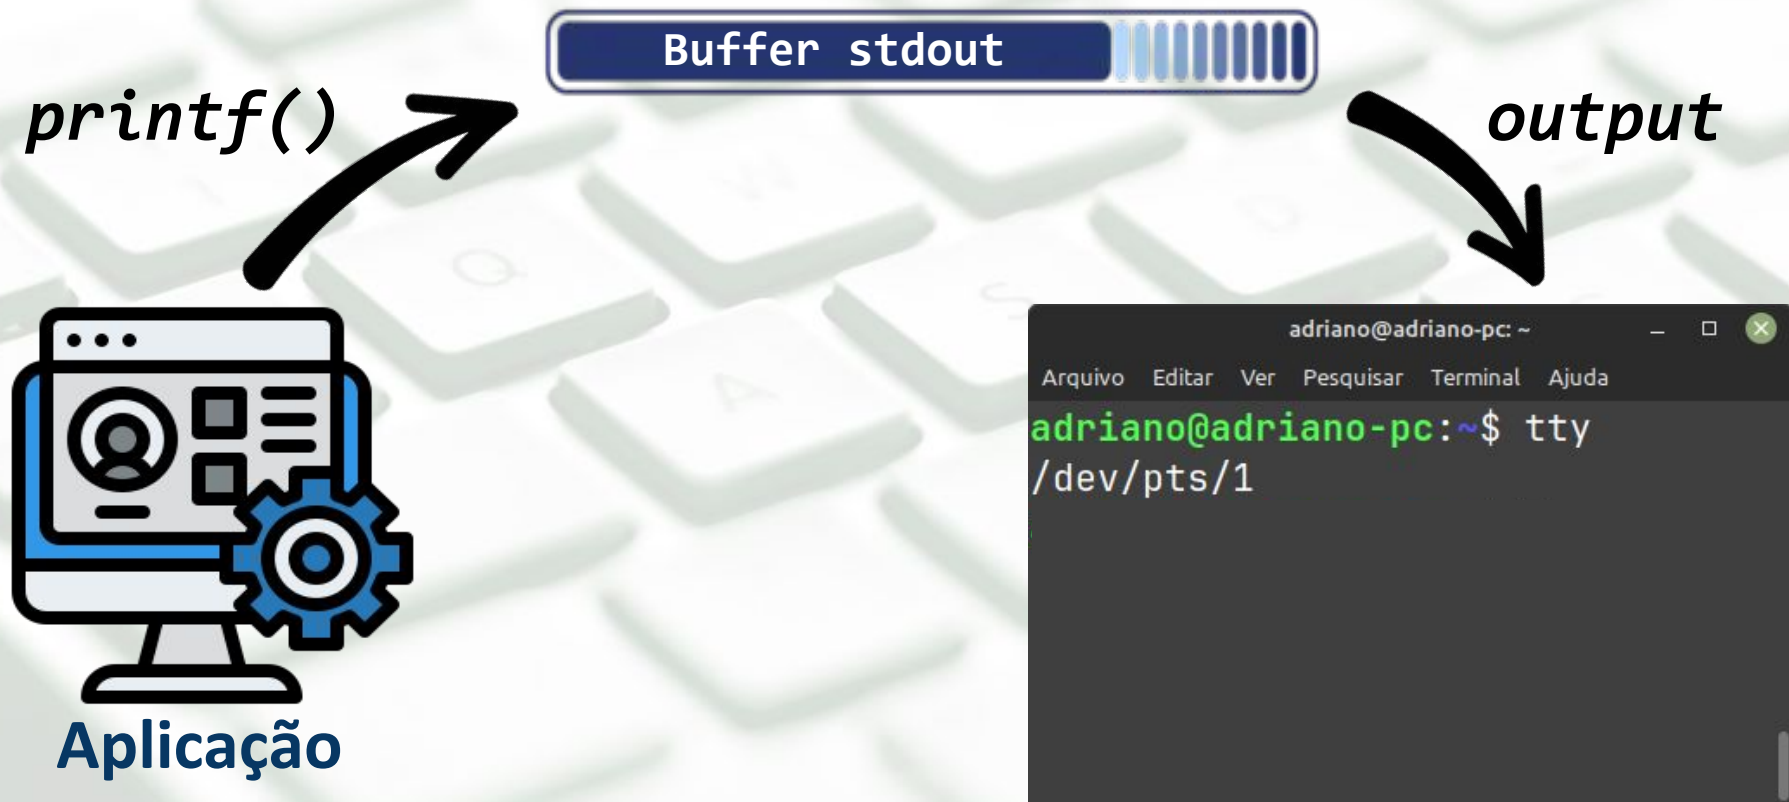 Buffer stdout
printf()
output
adriano@adriano-pc: ~
Arquivo Editar Ver Pesquisar Terminal Ajuda
adriano@adriano-pc:~$ tty
/dev/pts/1
Aplicação
Q
A
S
W